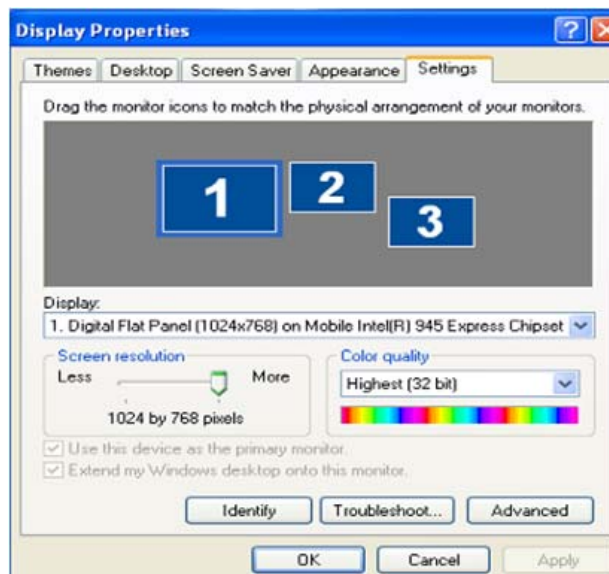 Display Properties
Themes Desktop Screen Saver Appearance Settings
Drag the monitor icons to match the physical arrangement of your monitors.
1 2 3
Display:
1. Digital Flat Panel (1024x768) on Mobile Intel(R) 945 Express Chipset
Screen resolution
Less More
1024 by 768 pixels
Color quality
Highest (32 bit)
Use this device as the primary monitor.
Extend my Windows desktop onto this monitor.
Identify Troubleshoot... Advanced
OK Cancel Apply